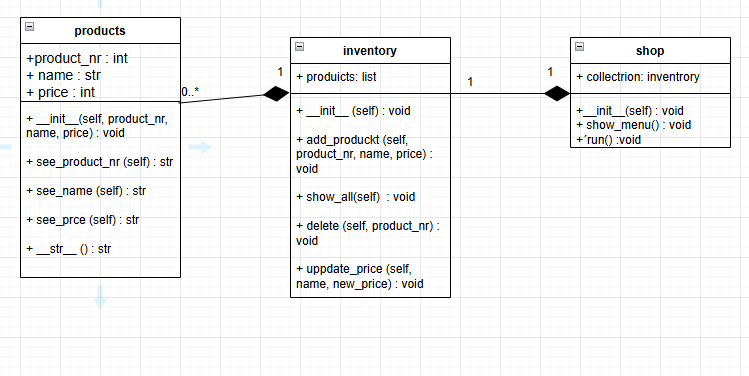 products
+product_nr : int
+ name : str
+ price : int
+ __init__(self, product_nr,
name, price) : void
+ see_product_nr (self) : str
+ see_name (self) : str
+ see_prce (self) : str
+ __str__ () : str
0..*
1
inventory
+ produicts: list
+ __init__ (self) : void
+ add_produckt (self,
product_nr, name, price) :
void
+ show_all(self)  : void
+ delete (self, product_nr) :
void
+ uppdate_price (self,
name, new_price) : void
1
1
shop
+ collectrion: inventrory
+__init__(self) : void
+ show_menu() : void
+´run() :void